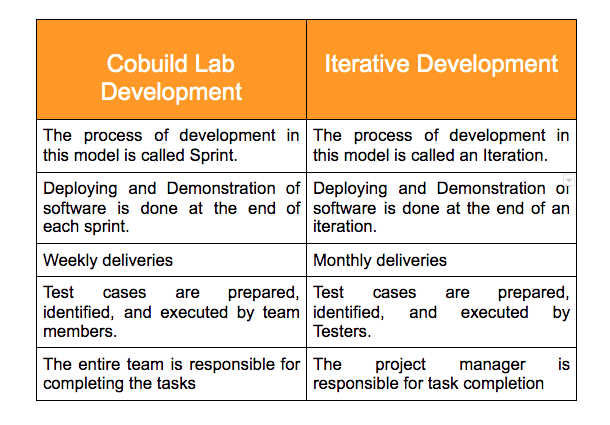 Cobuild Lab
Development
Iterative Development
The process of development in
this model is called Sprint.
The process of development in
this model is called an Iteration.
Deploying and Demonstration of
software is done at the end of
each sprint.
Deploying and Demonstration of
software is done at the end of an
iteration.
Weekly deliveries
Monthly deliveries
Test cases are prepared,
identified, and executed by team
members.
Test cases are prepared,
identified, and executed by
Testers.
The entire team is responsible for
completing the tasks
The project manager is
responsible for task completion